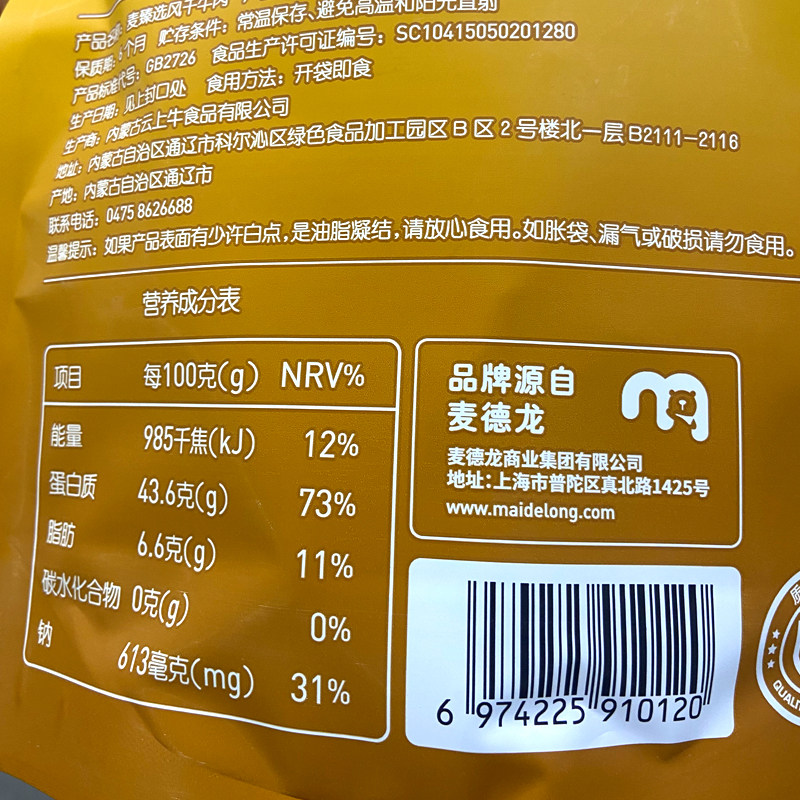 产品名称: 麦臻选风干牛肉
保质期: 6个月 贮存条件: 常温保存、避免高温和阳光直射
产品标准代号: GB2726 食品生产许可证编号: SC10415050201280
生产日期: 见上封口处 食用方法: 开袋即食
生产商: 内蒙古云上牛食品有限公司
地址: 内蒙古自治区通辽市科尔沁区绿色食品加工园区B区2号楼北一层B2111-2116
产地: 内蒙古自治区通辽市
联系电话: 0475 8626688
温馨提示: 如果产品表面有少许白点,是油脂凝结,请放心食用。如胀袋、漏气或破损请勿食用。
营养成分表
项目 每100克(g) NRV%
能量 985千焦(kJ) 12%
蛋白质 43.6克(g) 73%
脂肪 6.6克(g) 11%
碳水化合物 0克(g) 0%
钠 613毫克(mg) 31%
品牌源自
麦德龙
麦德龙商业集团有限公司
地址:上海市普陀区真北路1425号
www.maidelong.com
6 974225 910120